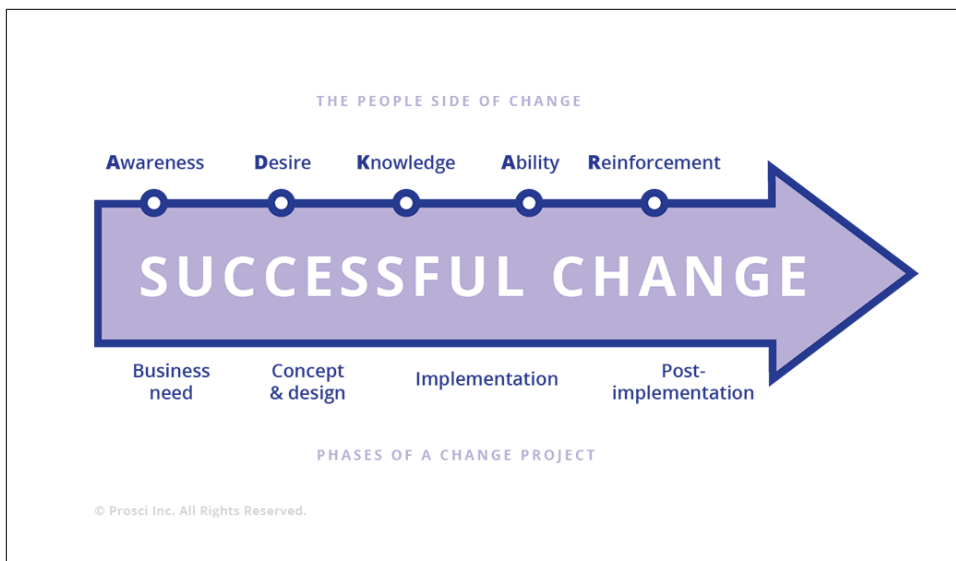 THE PEOPLE SIDE OF CHANGE
Awareness Desire Knowledge Ability Reinforcement
SUCCESSFUL CHANGE
Business need
Concept & design
Implementation
Post-implementation
PHASES OF A CHANGE PROJECT
© Prosci Inc. All Rights Reserved.